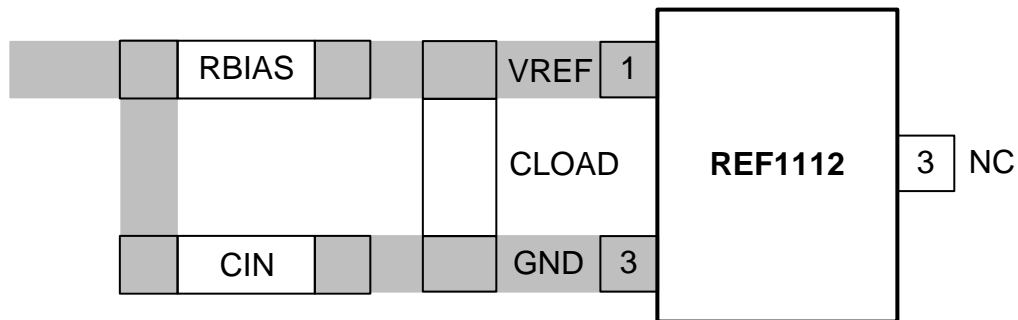 RBIAS VREF 1
CLOAD REF1112 3 NC
CIN GND 3